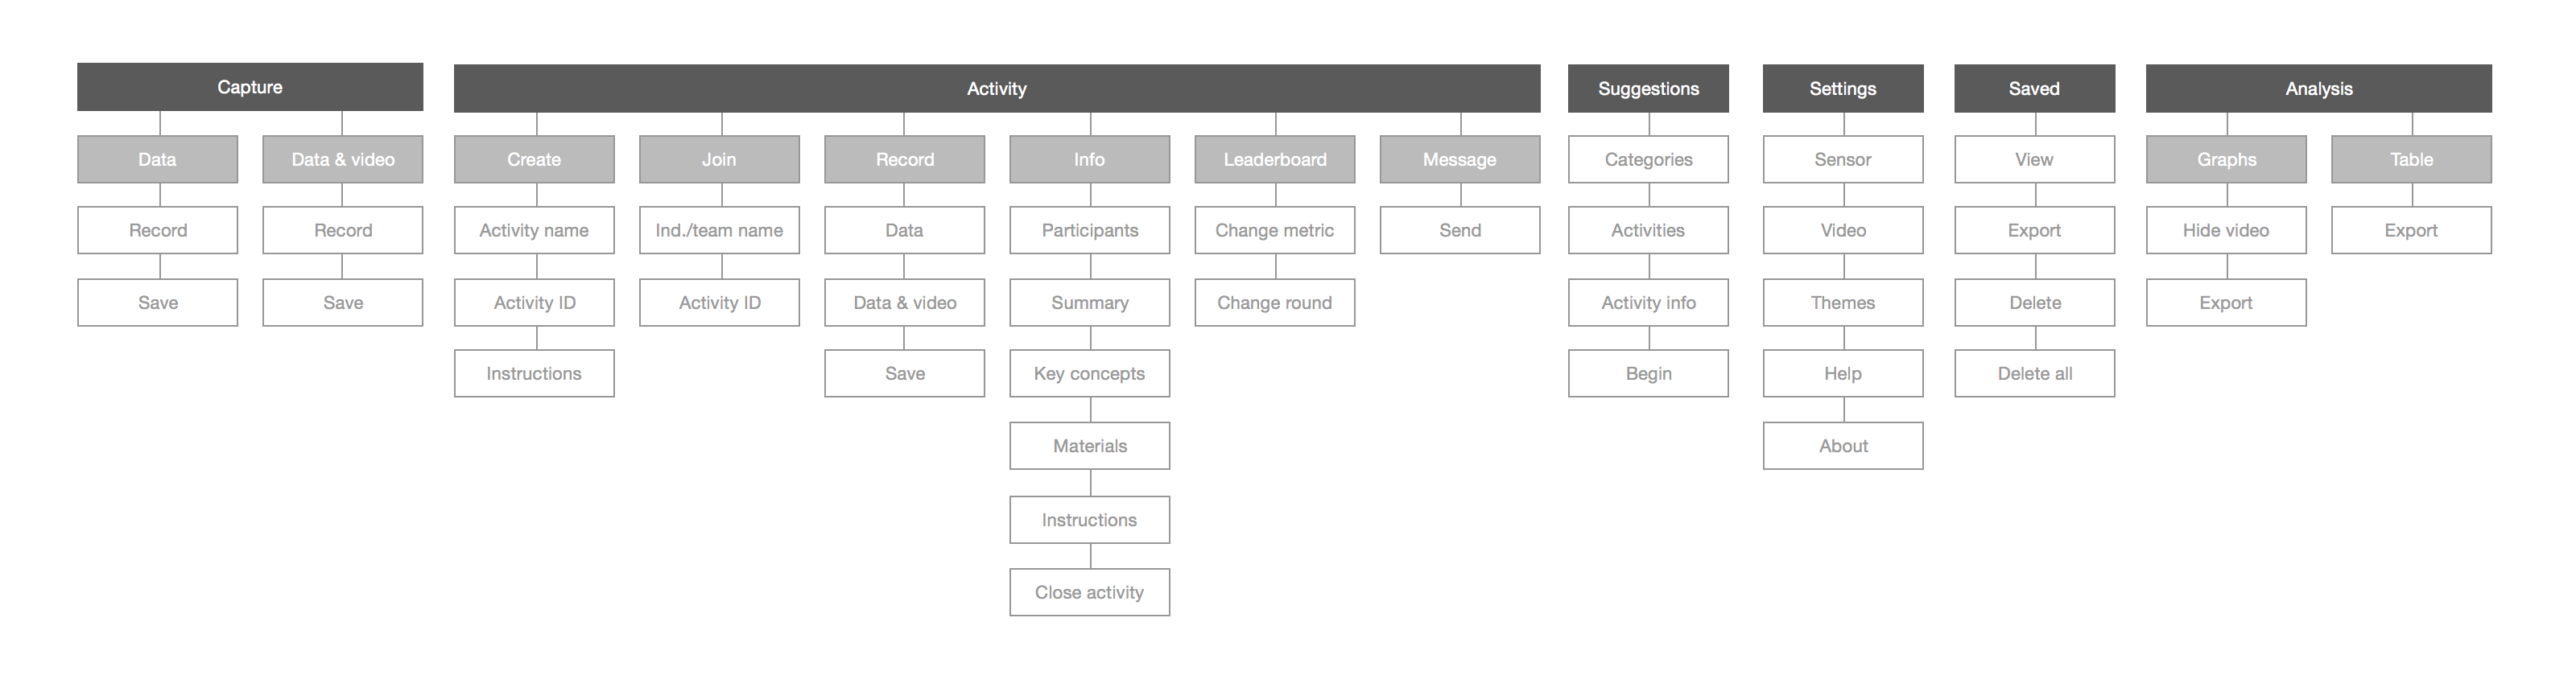 Capture
Activity
Suggestions
Settings
Saved
Analysis
Data
Data & video
Create
Join
Record
Info
Leaderboard
Message
Categories
Sensor
View
Graphs
Table
Record
Record
Activity name
Ind./team name
Data
Participants
Change metric
Send
Activities
Video
Export
Hide video
Export
Save
Save
Activity ID
Activity ID
Data & video
Summary
Change round
Activity info
Themes
Delete
Export
Instructions
Save
Key concepts
Begin
Help
Delete all
Materials
About
Instructions
Close activity